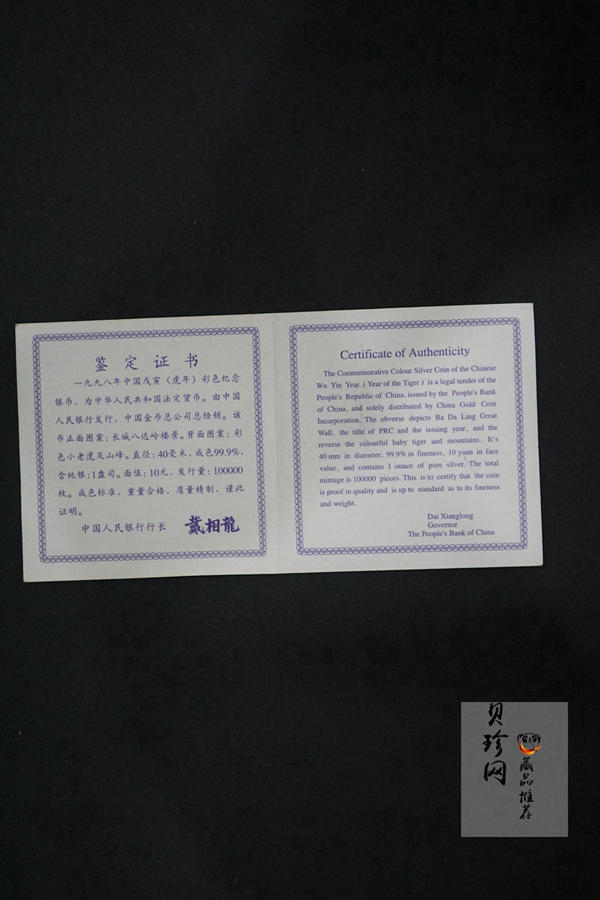 鉴定证书
一九九八年中国戊寅（虎年）彩色纪念
银币，为中华人民共和国法定货币。由中国
人民银行发行，中国金币总公司总经销。该
币正面图案：长城八达岭楼景。背面图案：彩
色小老虎及山峰。直径：40毫米，成色99.9%，
含纯银：1盎司。面值：10元，发行量：100000
枚。成色标准，重量合格，质量精制，谨此
证明。
中国人民银行行长 戴相龍
Certificate of Authenticity
The Commemorative Colour Silver Coin of the Chinese
Wu Yin Year. (Year of the Tiger) is a legal tender of the
People's Republic of China, issued by the People's Bank
of China, and solely distributed by China Gold Coin
Incorporation. The obverse depicts Ba Da Ling Great
Wall, the title of PRC and the issuing year, and the
reverse the colourful baby tiger and mountains. It's
40 mm in diameter, 99.9% in fineness, 10 yuan in face
value, and contains 1 ounce of pure silver. The total
mintage is 100000 pieces. This is to certify that the coin
is proof in quality and is up to standard as to its fineness
and weight.
Dai Xianglong
Governor
The People's Bank of China
贝珍网
藏品推荐